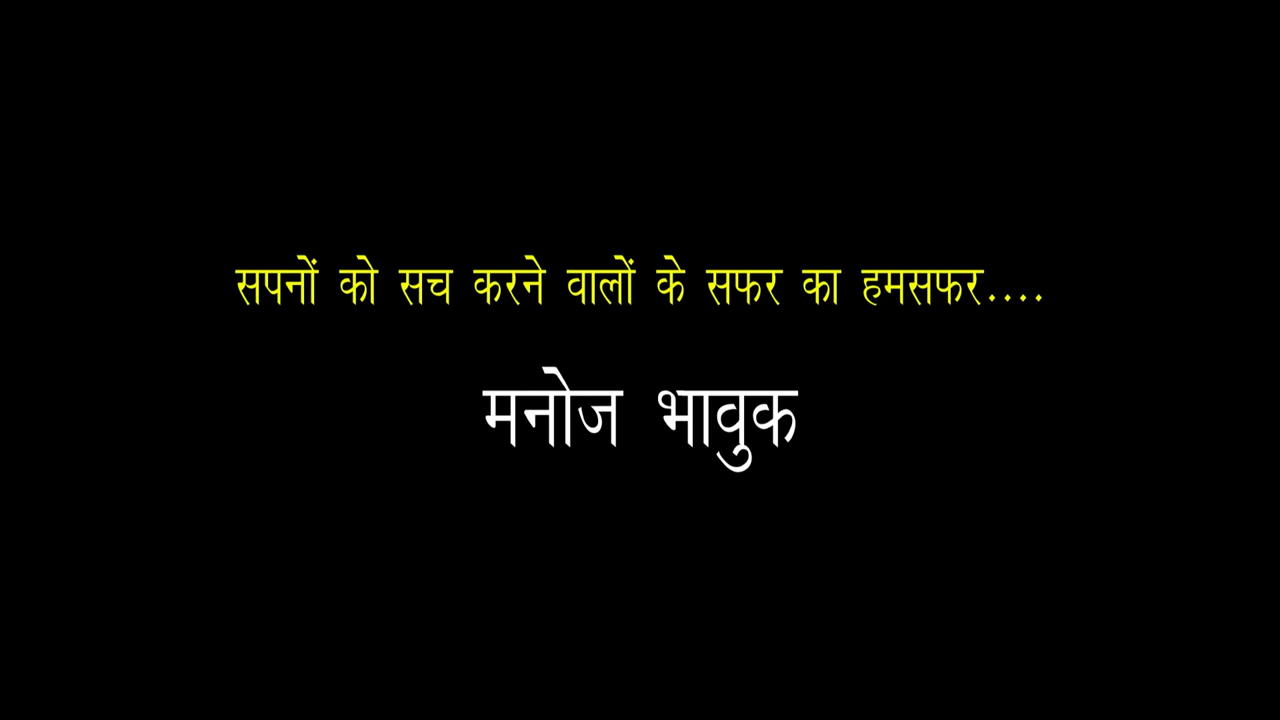 सपनों को सच करने वालों के सफर का हमसफर....
मनोज भावुक